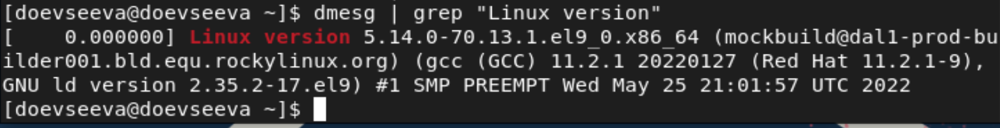 [doevseeva@doevseeva ~]$ dmesg | grep "Linux version"
[    0.000000] Linux version 5.14.0-70.13.1.el9_0.x86_64 (mockbuild@dal1-prod-bu
ilder001.bld.equ.rockylinux.org) (gcc (GCC) 11.2.1 20220127 (Red Hat 11.2.1-9),
GNU ld version 2.35.2-17.el9) #1 SMP PREEMPT Wed May 25 21:01:57 UTC 2022
[doevseeva@doevseeva ~]$